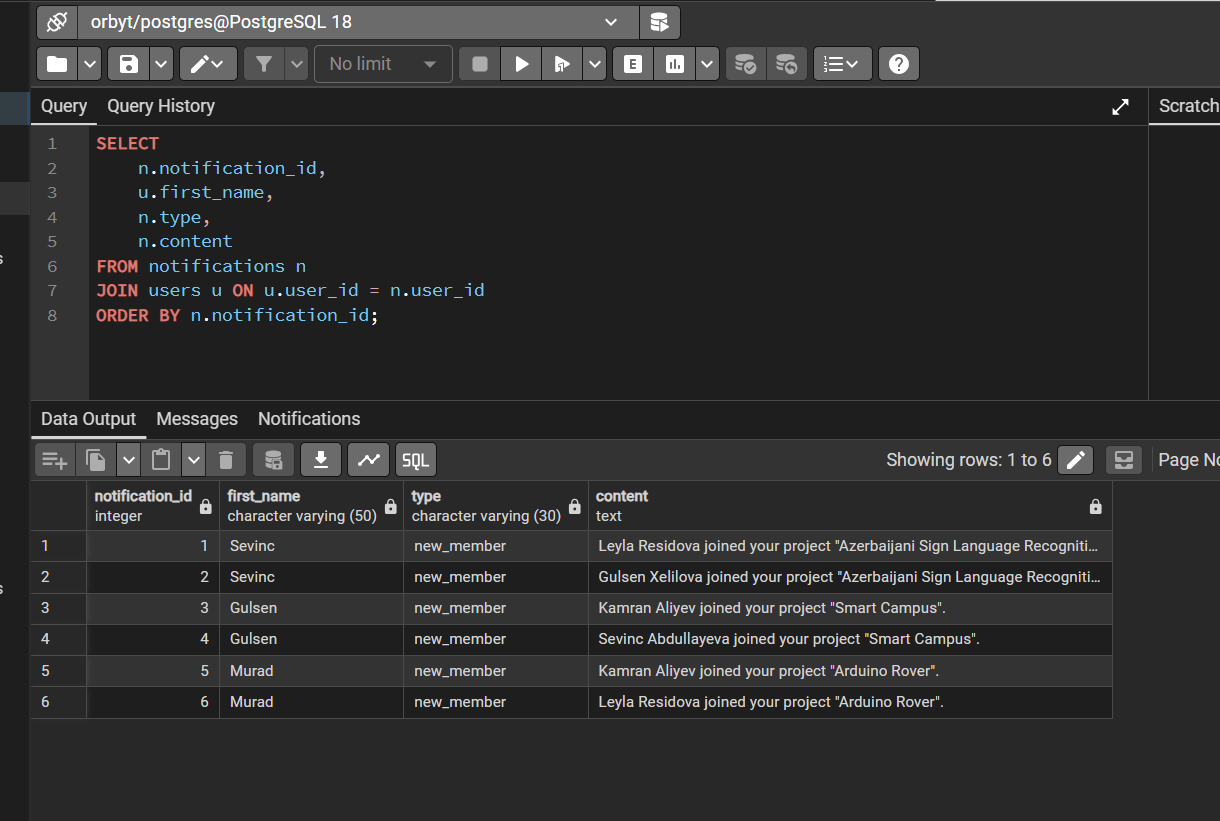 orbyt/postgres@PostgreSQL 18
No limit
E
Query Query History Scratch
1 SELECT
2 n.notification_id,
3 u.first_name,
4 n.type,
5 n.content
6 FROM notifications n
7 JOIN users u ON u.user_id = n.user_id
8 ORDER BY n.notification_id;
Data Output Messages Notifications
SQL Showing rows: 1 to 6 Page No
notification_id first_name type content
integer character varying (50) character varying (30) text
1 1 Sevinc new_member Leyla Residova joined your project "Azerbaijani Sign Language Recogniti...
2 2 Sevinc new_member Gulsen Xelilova joined your project "Azerbaijani Sign Language Recogniti...
3 3 Gulsen new_member Kamran Aliyev joined your project "Smart Campus".
4 4 Gulsen new_member Sevinc Abdullayeva joined your project "Smart Campus".
5 5 Murad new_member Kamran Aliyev joined your project "Arduino Rover".
6 6 Murad new_member Leyla Residova joined your project "Arduino Rover".